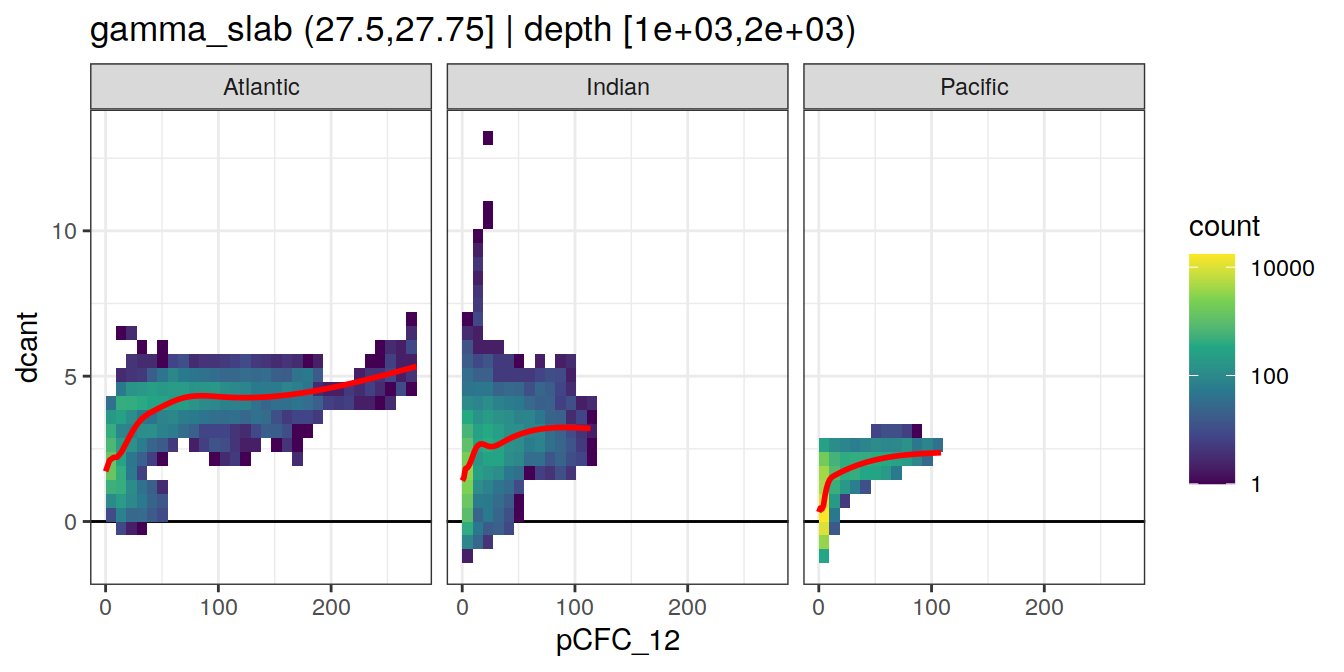 gamma_slab (27.5,27.75] | depth [1e+03,2e+03)
Atlantic Indian Pacific
dcant
10
5
0
0 100 200 0 100 200 0 100 200
pCFC_12
count
10000
100
1